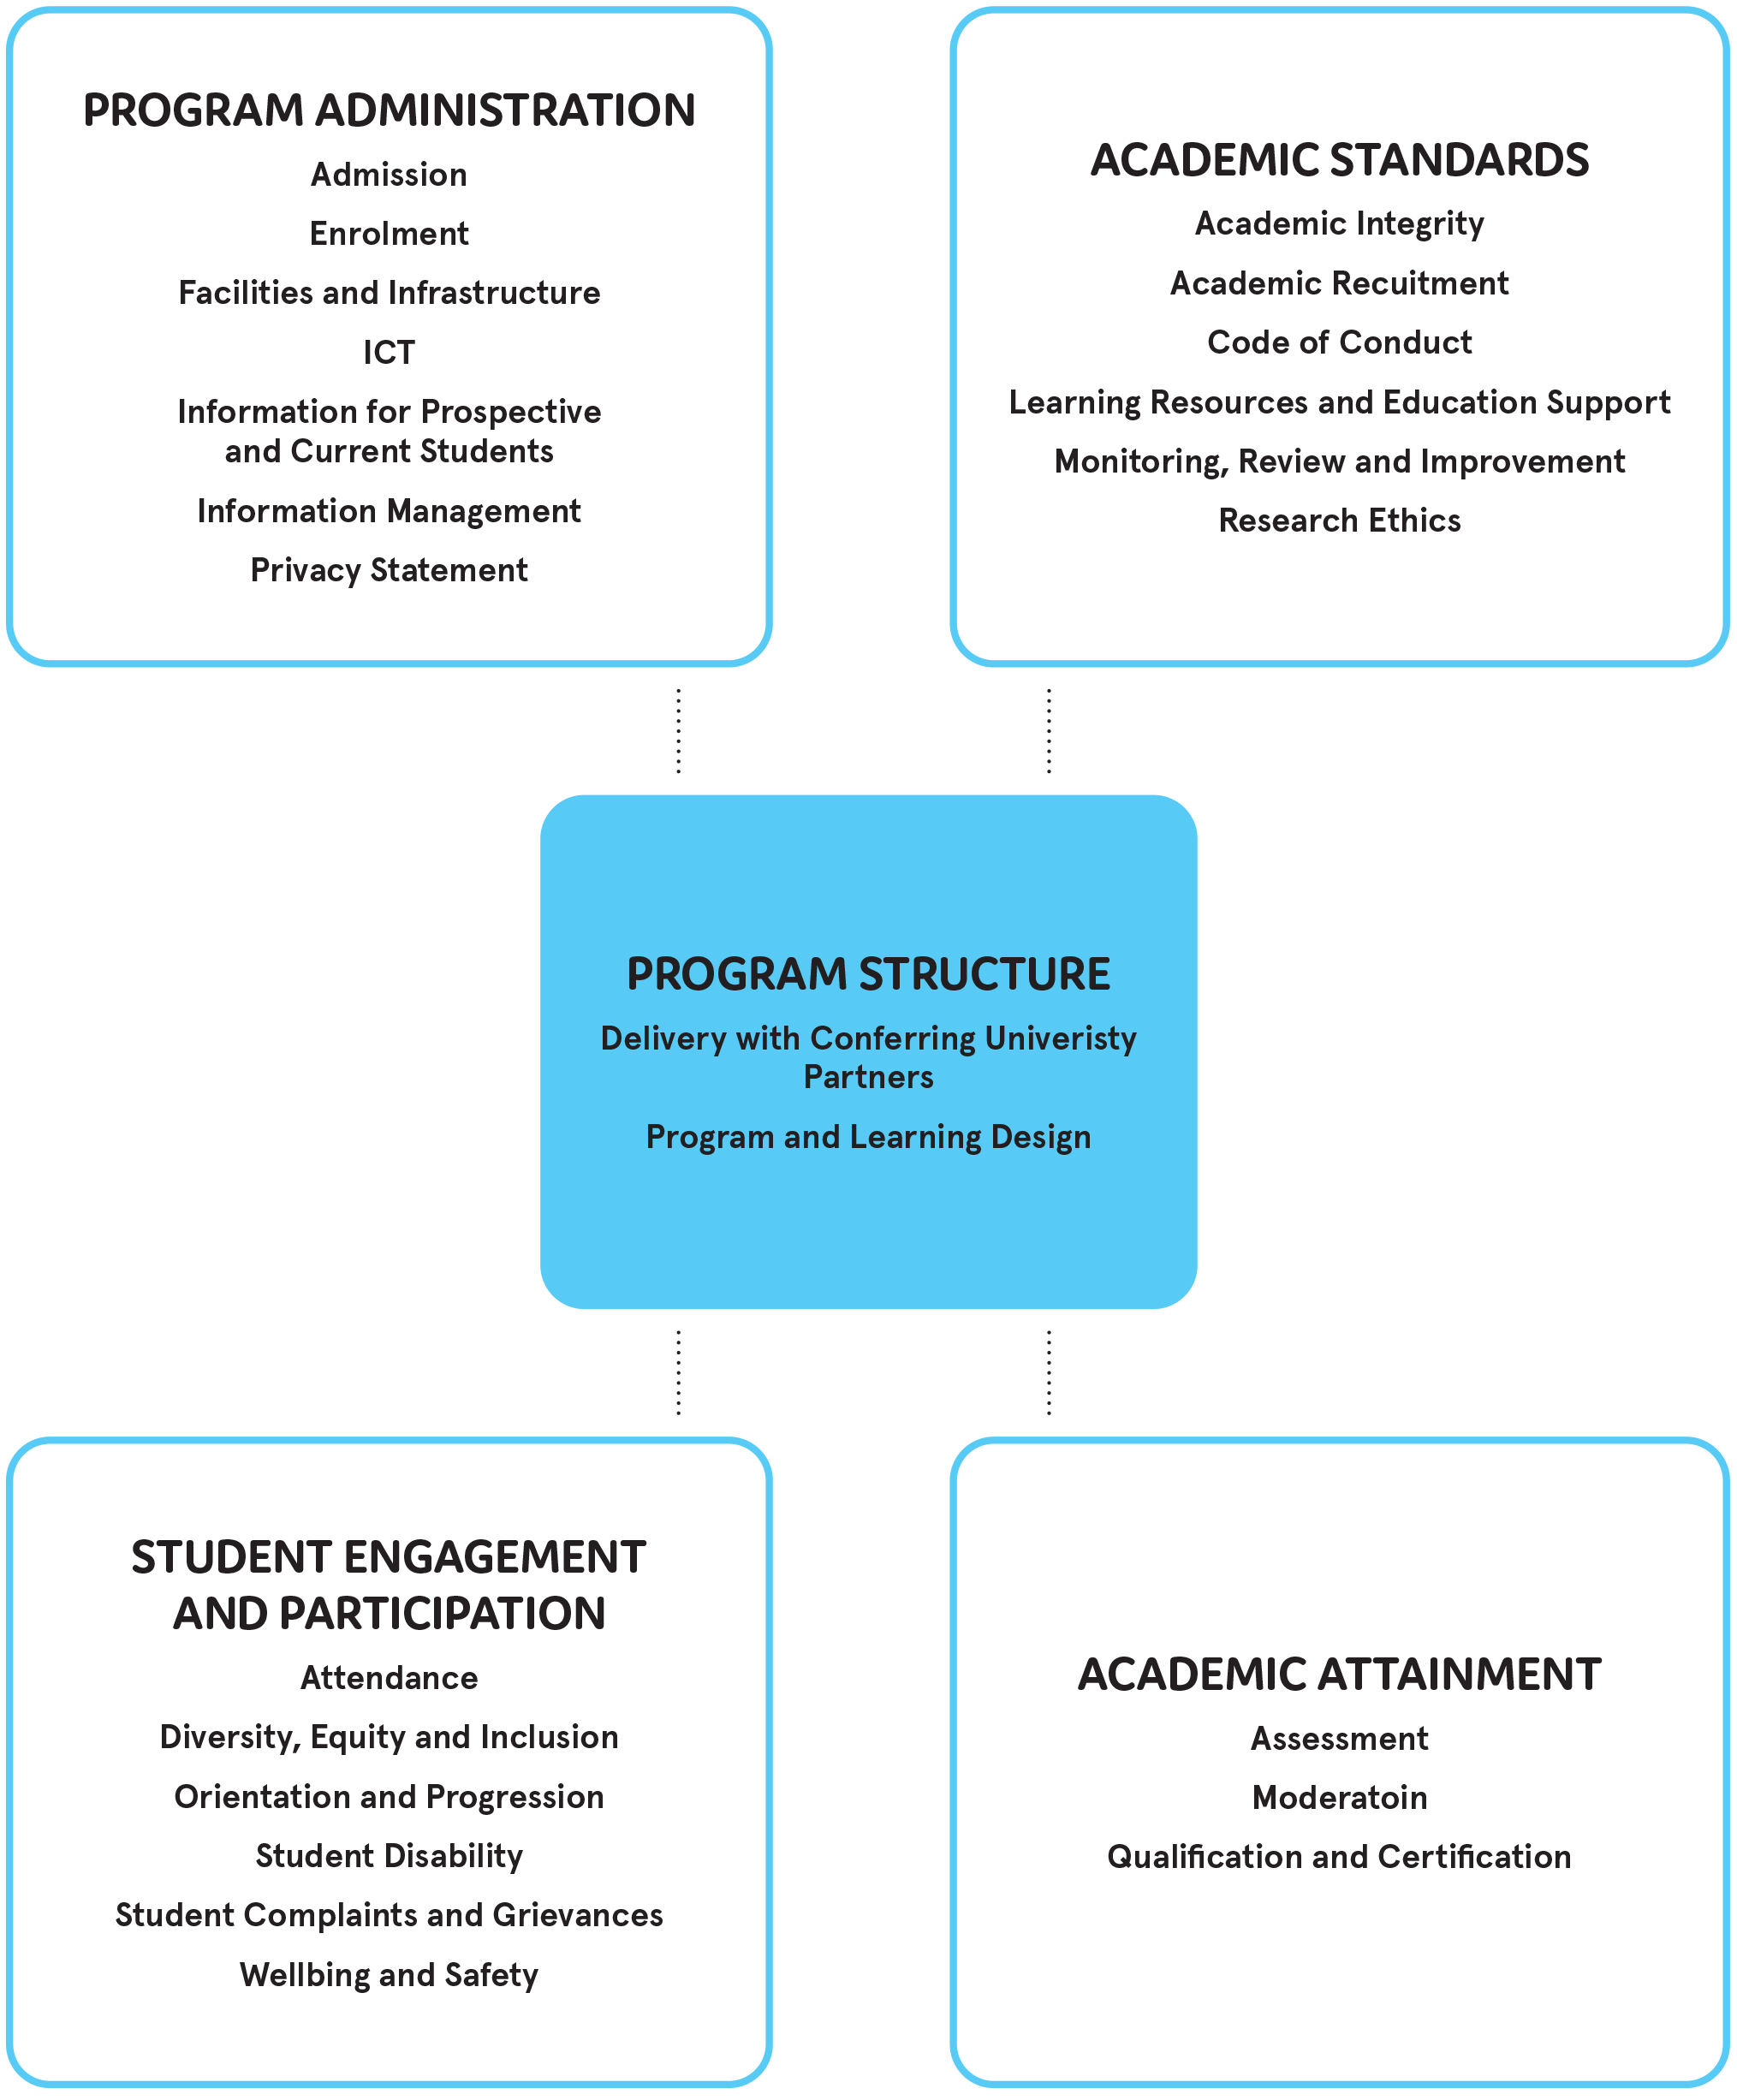 PROGRAM ADMINISTRATION
Admission
Enrolment
Facilities and Infrastructure
ICT
Information for Prospective
and Current Students
Information Management
Privacy Statement
ACADEMIC STANDARDS
Academic Integrity
Academic Recuitment
Code of Conduct
Learning Resources and Education Support
Monitoring, Review and Improvement
Research Ethics
PROGRAM STRUCTURE
Delivery with Conferring Univeristy
Partners
Program and Learning Design
STUDENT ENGAGEMENT
AND PARTICIPATION
Attendance
Diversity, Equity and Inclusion
Orientation and Progression
Student Disability
Student Complaints and Grievances
Wellbing and Safety
ACADEMIC ATTAINMENT
Assessment
Moderatoin
Qualification and Certification